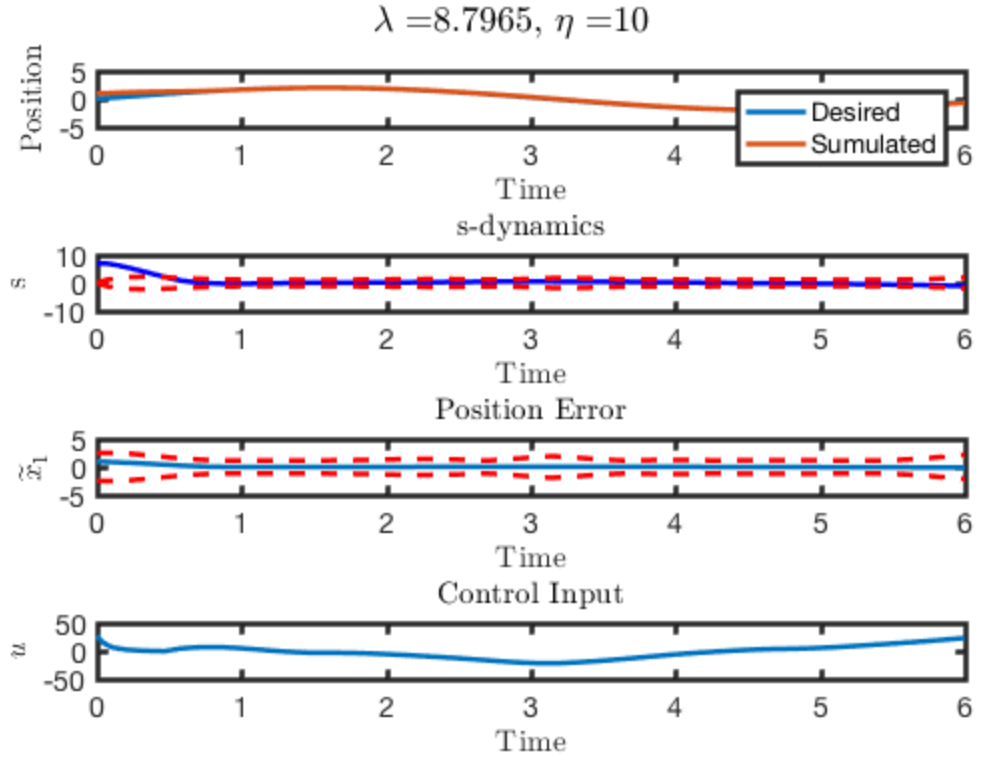 λ =8.7965, η =10
Position
5
0
-5
0 1 2 3 4 6
Desired
Sumulated
Time
s-dynamics
s
10
0
-10
0 1 2 3 4 5 6
Time
Position Error
x̃₁
5
0
-5
0 1 2 3 4 5 6
Time
Control Input
u
50
0
-50
0 1 2 3 4 5 6
Time